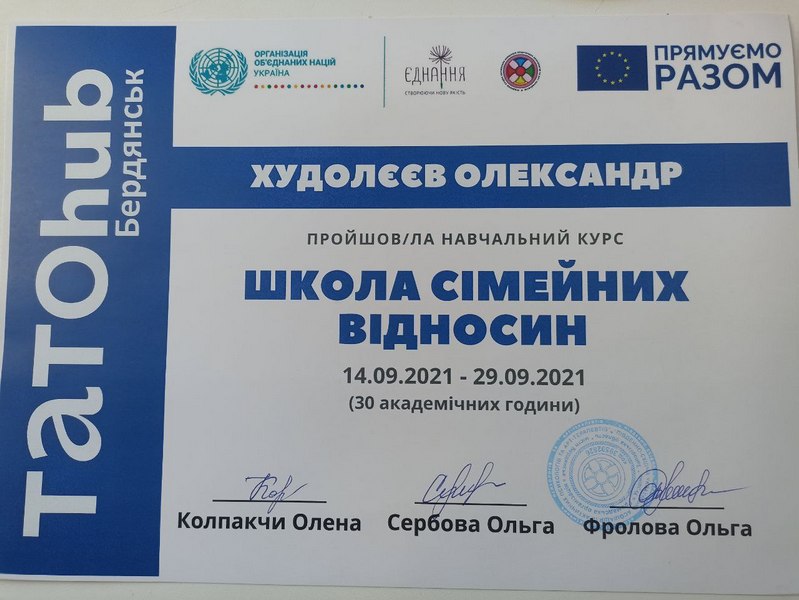 ТатОhub
Бердянськ
ОРГАНІЗАЦІЯ
ОБ'ЄДНАНИХ НАЦІЙ
УКРАЇНА
ЄДНАННЯ
СТВОРЮЮЧИ НОВУ ЯКІСТЬ
ПРЯМУЄМО
РАЗОМ
ХУДОЛЄЄВ ОЛЕКСАНДР
ПРОЙШОВ/ЛА НАВЧАЛЬНИЙ КУРС
ШКОЛА СІМЕЙНИХ
ВІДНОСИН
14.09.2021 - 29.09.2021
(30 академічних години)
Колпакчи Олена
Сербова Ольга
Фролова Ольга